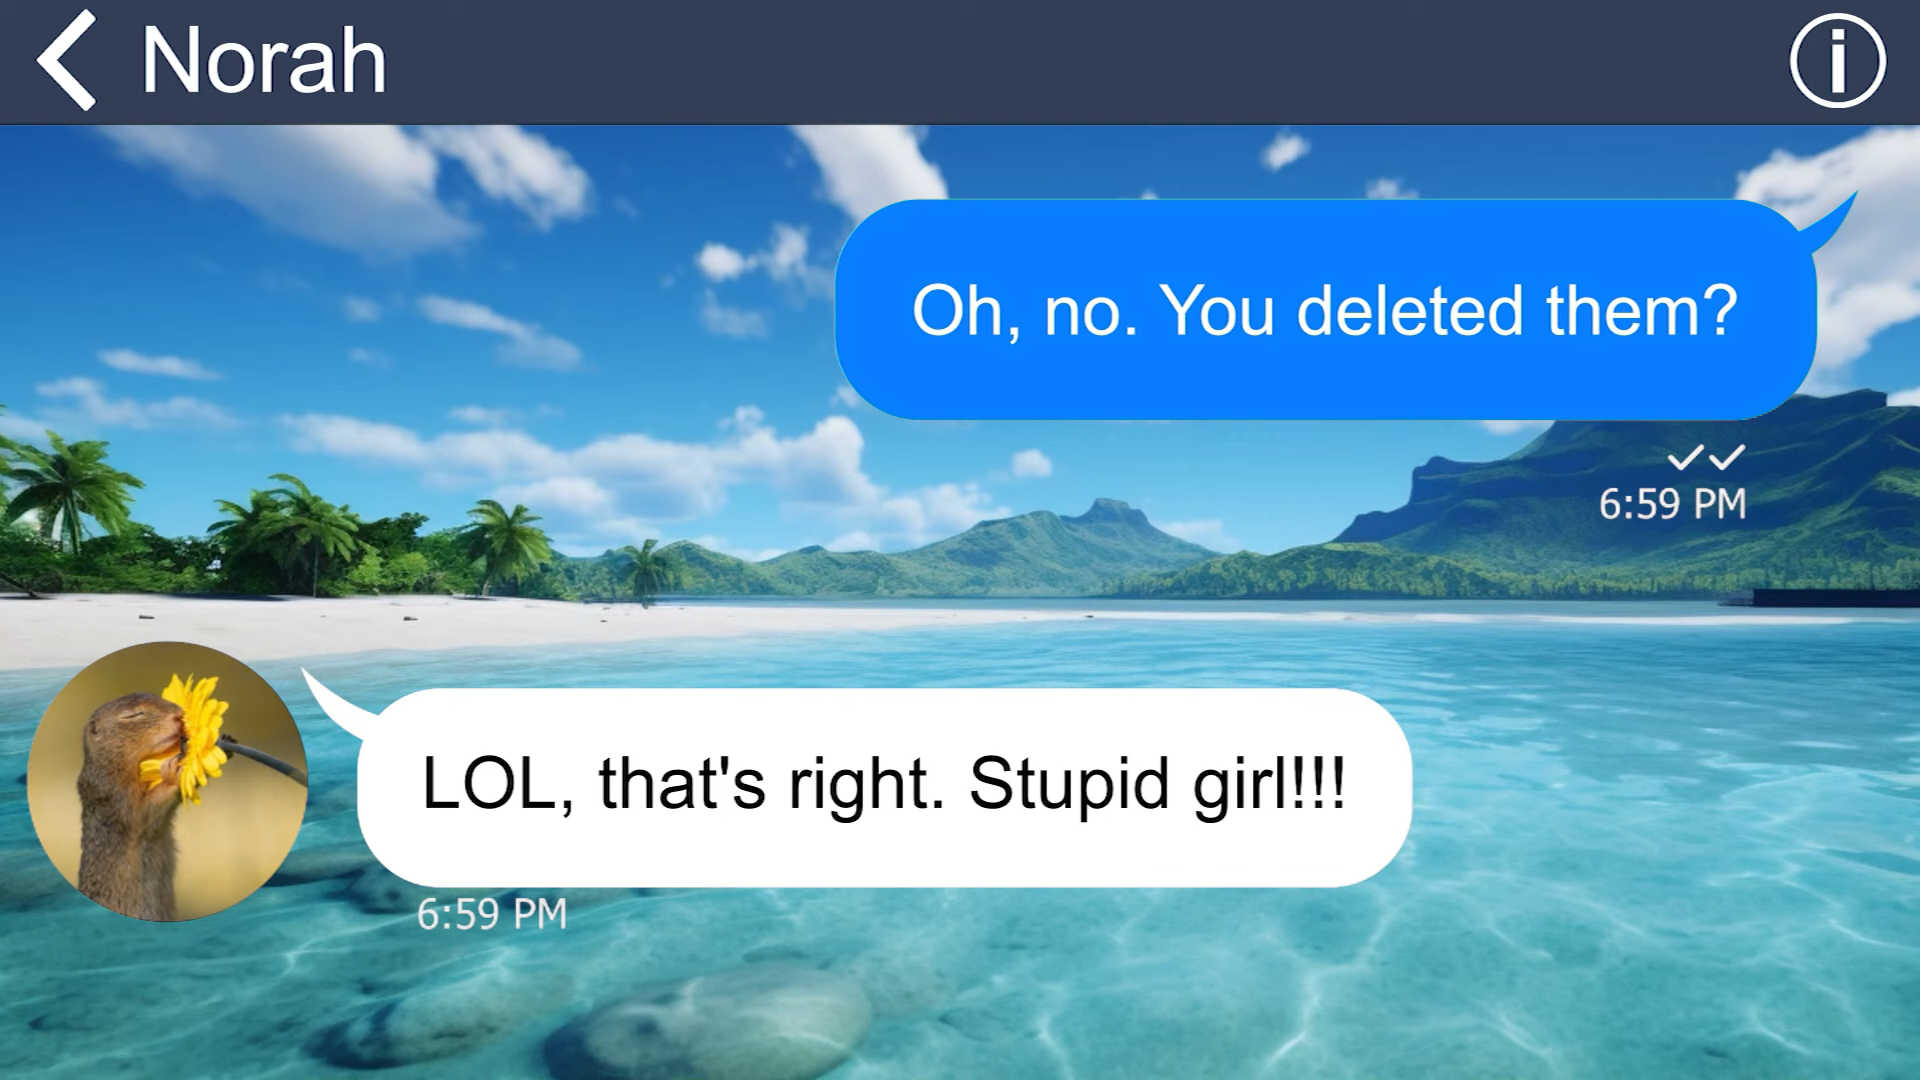 Norah
Oh, no. You deleted them?
6:59 PM
LOL, that's right. Stupid girl!!!
6:59 PM